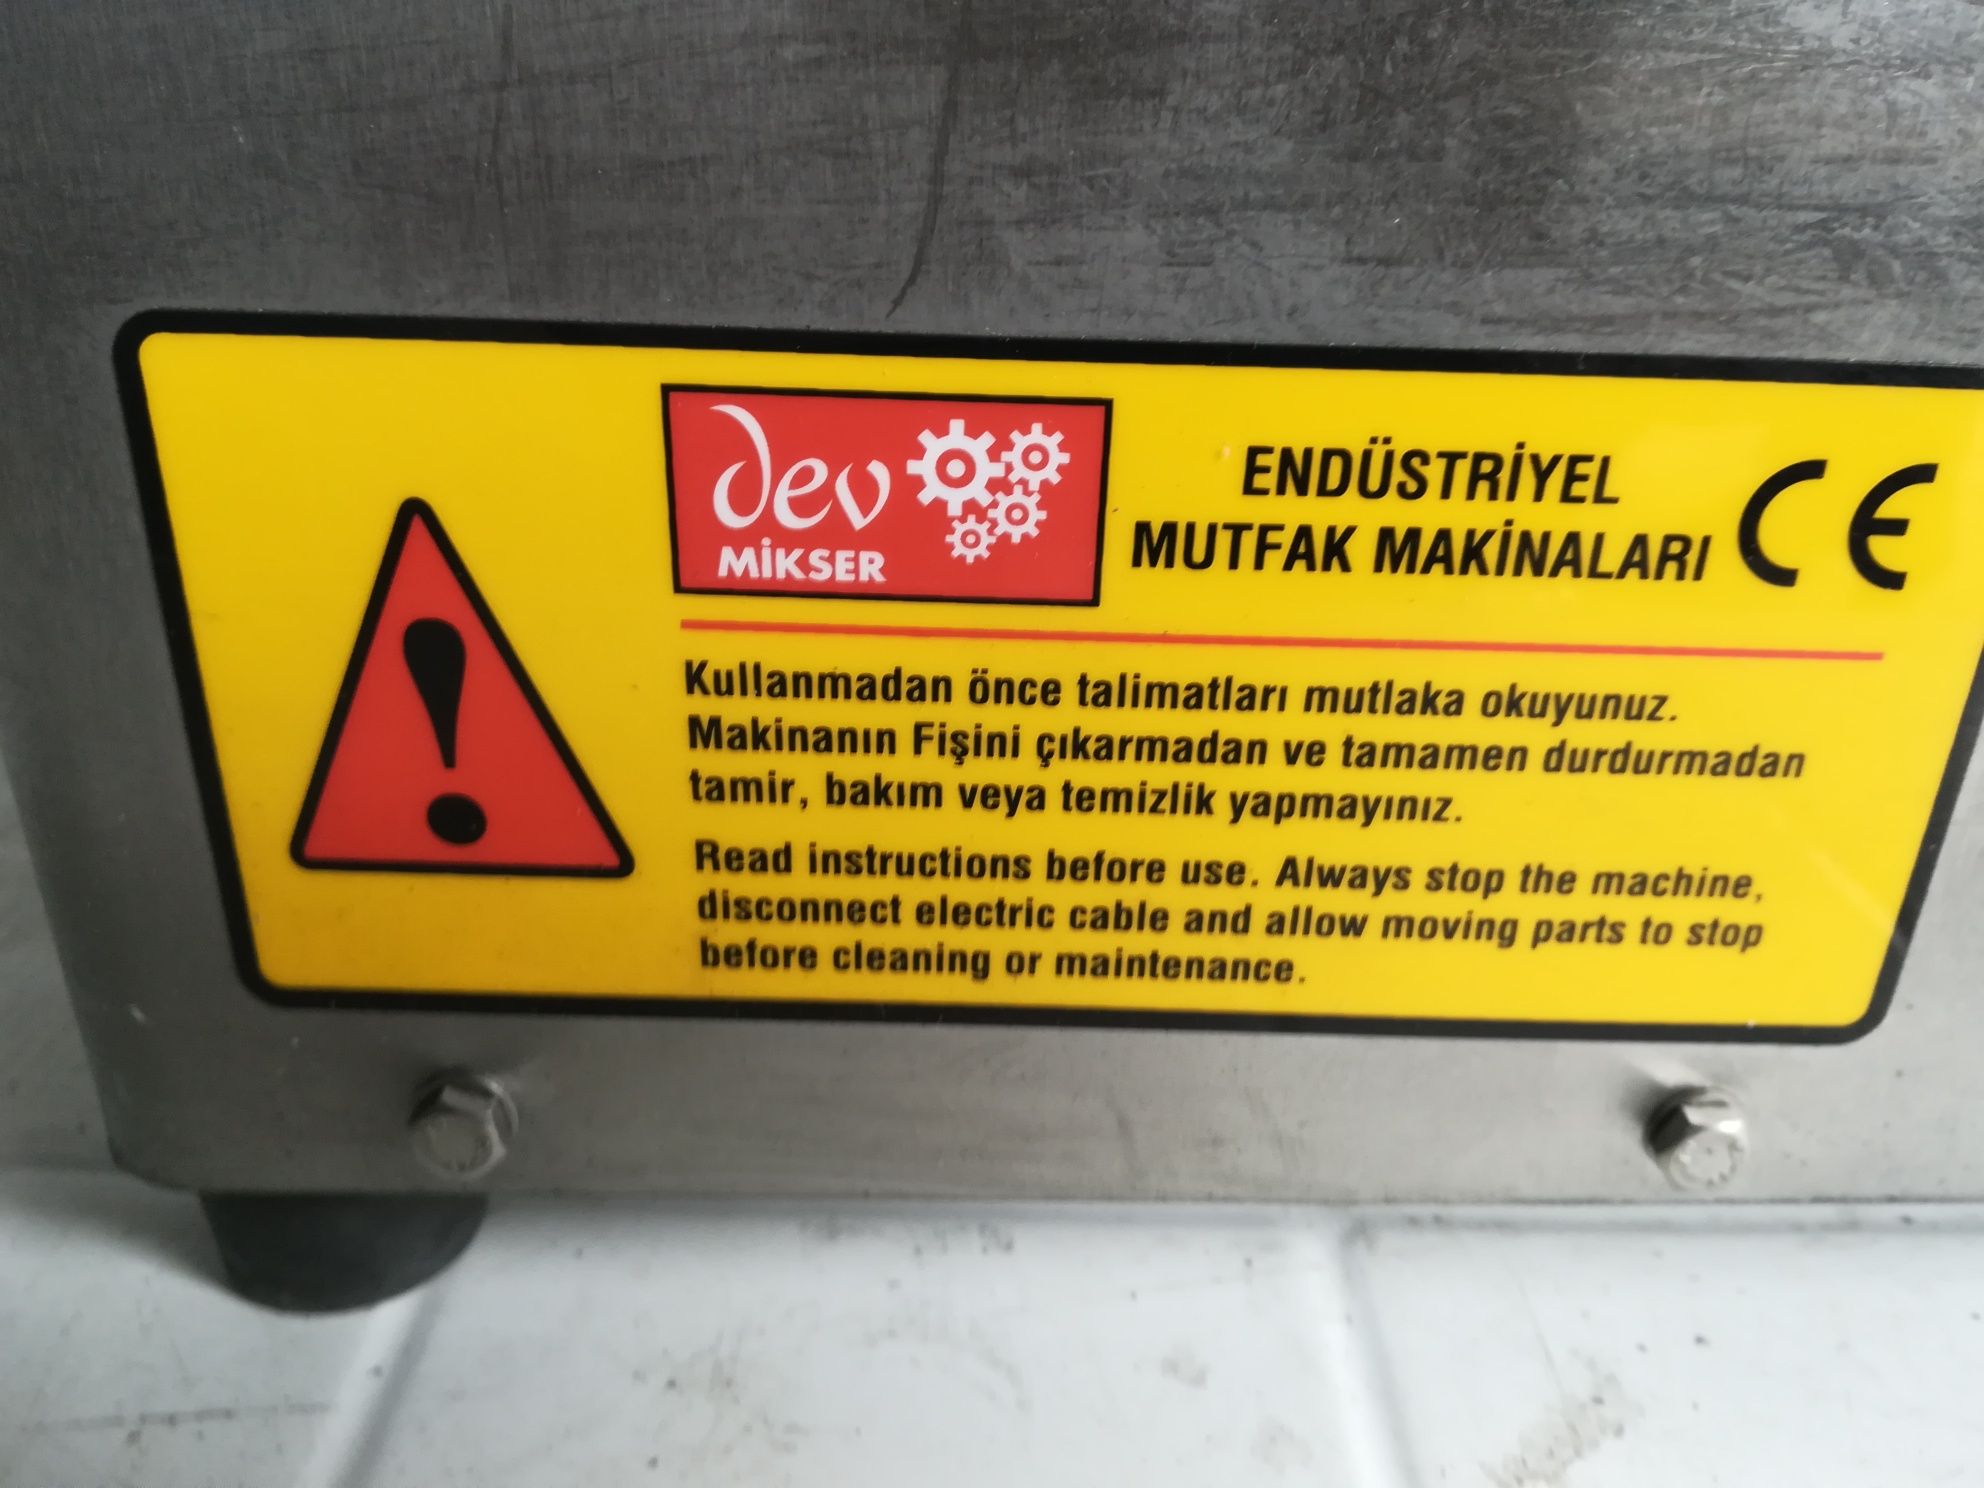 dev
MİKSER
ENDÜSTRİYEL
MUTFAK MAKİNALARI
CE
Kullanmadan önce talimatları mutlaka okuyunuz.
Makinanın Fişini çıkarmadan ve tamamen durdurmadan
tamir, bakım veya temizlik yapmayınız.
Read instructions before use. Always stop the machine,
disconnect electric cable and allow moving parts to stop
before cleaning or maintenance.